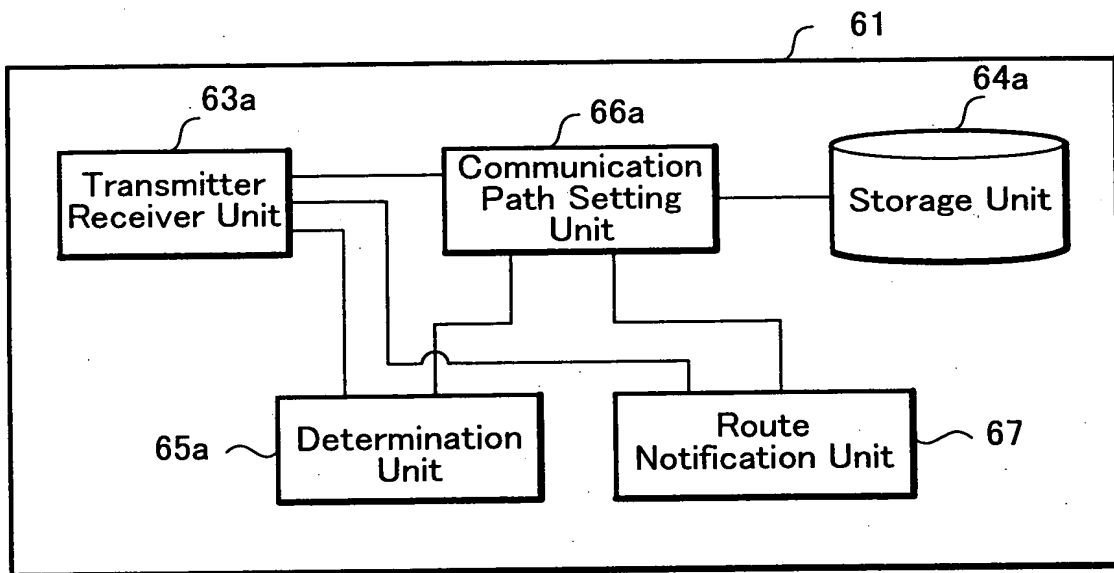 61
63a
66a
64a
Transmitter
Receiver Unit
Communication
Path Setting
Unit
Storage Unit
65a
Determination
Unit
Route
Notification Unit
67